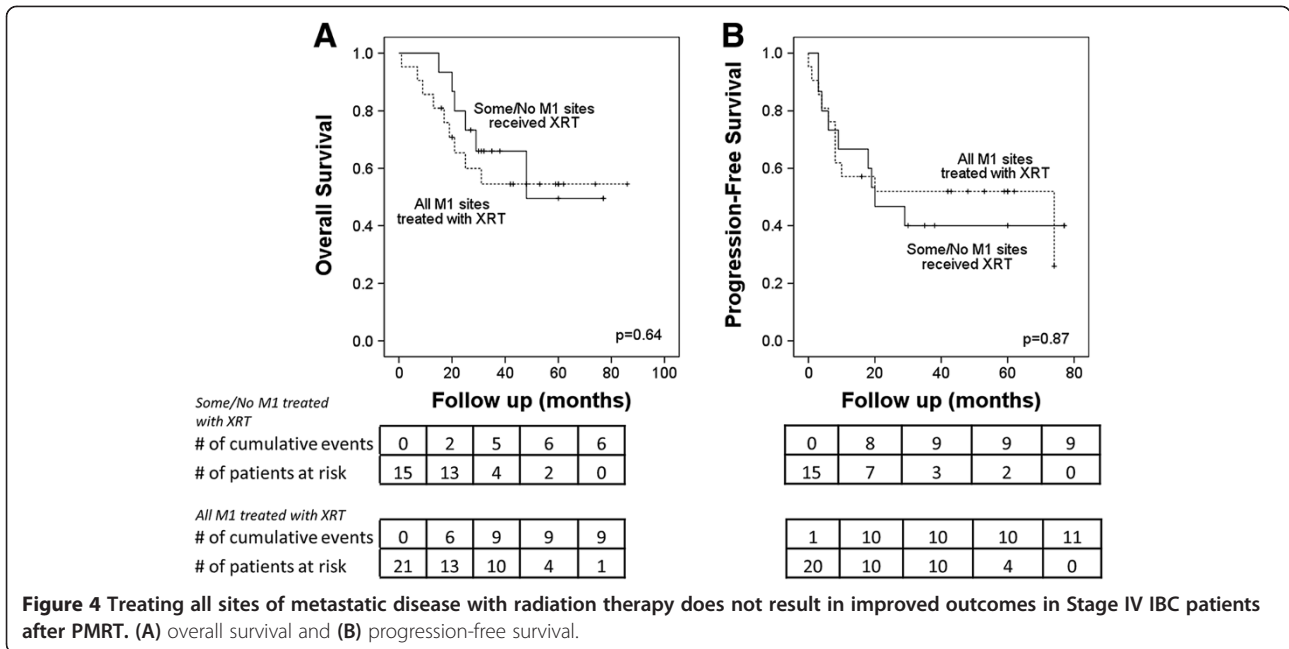 A
Overall Survival
1.0
0.8
0.6
0.4
0.2
0.0
Some/No M1 sites
received XRT
All M1 sites
treated with XRT
p=0.64
0 20 40 60 80 100
Follow up (months)
B
Progression-Free Survival
1.0
0.8
0.6
0.4
0.2
0.0
All M1 sites
treated with XRT
Some/No M1 sites
received XRT
p=0.87
0 20 40 60 80
Follow up (months)
Some/No M1 treated
with XRT
# of cumulative events 0 2 5 6 6 0 8 9 9 9
# of patients at risk 15 13 4 2 0 15 7 3 2 0
All M1 treated with XRT
# of cumulative events 0 6 9 9 9 1 10 10 10 11
# of patients at risk 21 13 10 4 1 20 10 10 4 0
Figure 4 Treating all sites of metastatic disease with radiation therapy does not result in improved outcomes in Stage IV IBC patients
after PMRT. (A) overall survival and (B) progression-free survival.